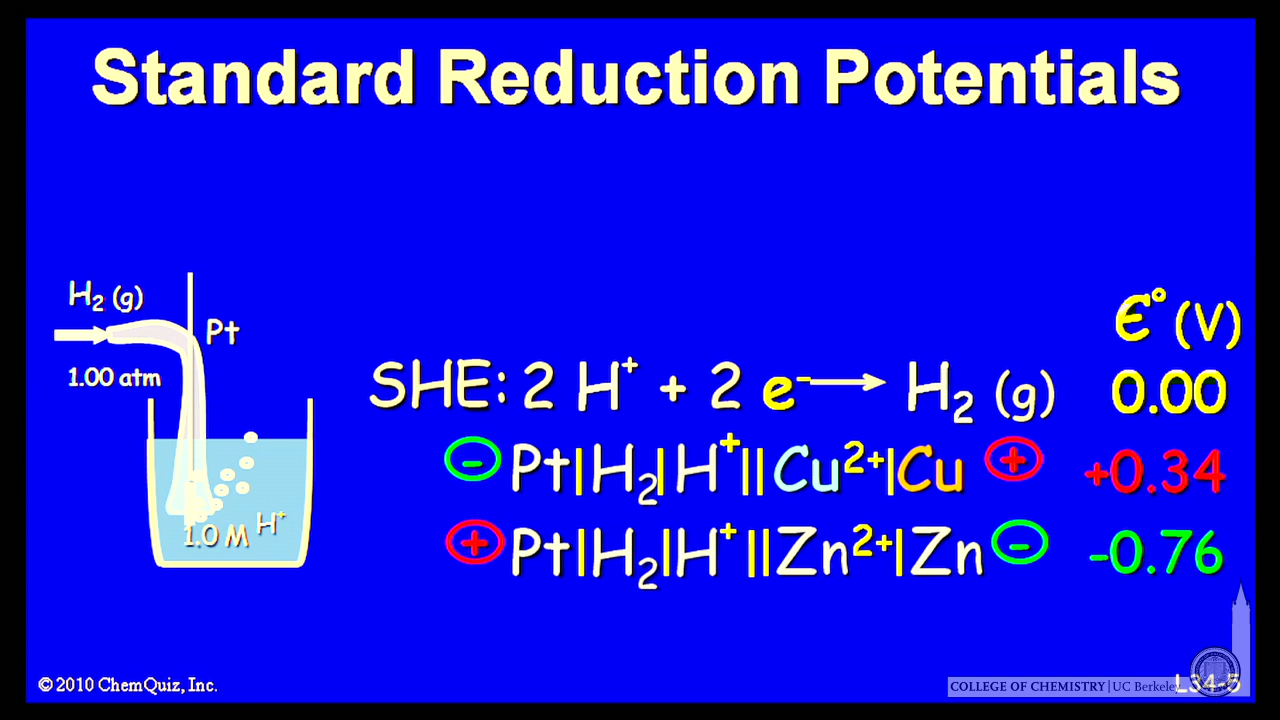 Standard Reduction Potentials
H₂ (g)
Pt
1.00 atm
1.0 M H⁺
ϵ° (V)
SHE: 2 H⁺ + 2 e⁻ → H₂ (g) 0.00
- Pt|H₂|H⁺||Cu²⁺|Cu + +0.34
+ Pt|H₂|H⁺||Zn²⁺|Zn - -0.76
© 2010 ChemQuiz, Inc.
COLLEGE OF CHEMISTRY | UC Berkeley
L34-5